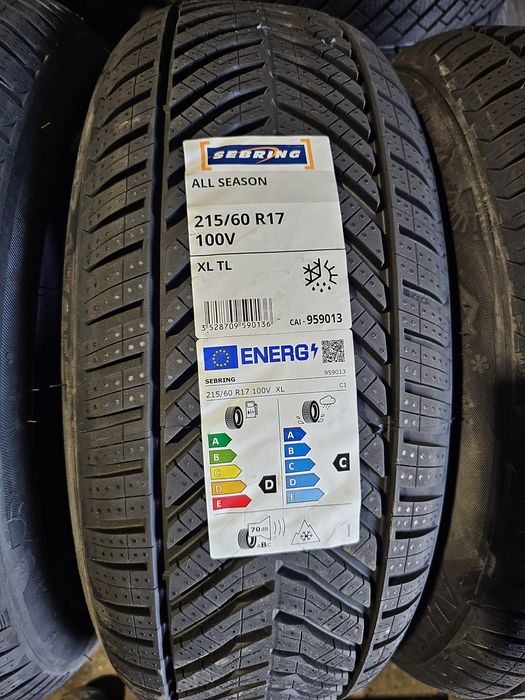 SEBRING
ALL SEASON
215/60 R17
100V
XL TL
3 528709 590136
CAI - 959013
ENERG
SEBRING
959013
215/60 R17 100V XL
C1
A
B
C
D
E
D
A
B
C
D
E
C
70 dB
ABC